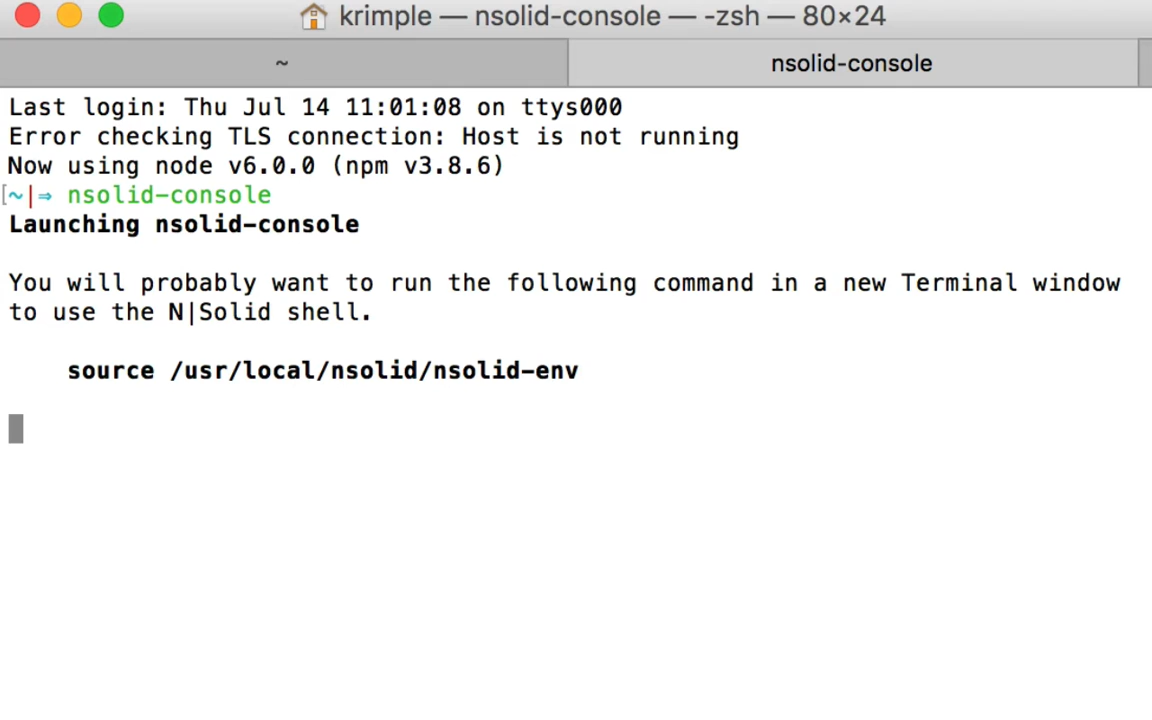 krimple — nsolid-console — -zsh — 80×24
~ nsolid-console
Last login: Thu Jul 14 11:01:08 on ttys000
Error checking TLS connection: Host is not running
Now using node v6.0.0 (npm v3.8.6)
[~|⇒ nsolid-console
Launching nsolid-console
You will probably want to run the following command in a new Terminal window
to use the N|Solid shell.
source /usr/local/nsolid/nsolid-env